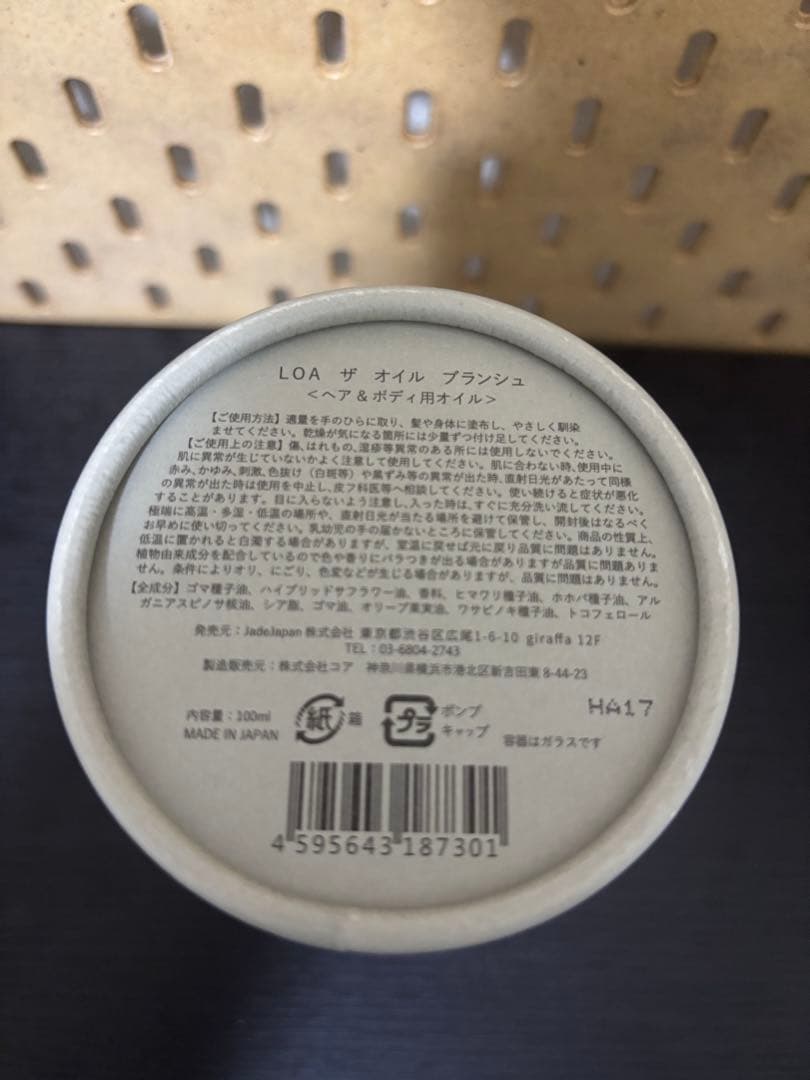 LOA ザ オイル ブランシュ
＜ヘア＆ボディ用オイル＞
【ご使用方法】適量を手のひらに取り、髪や身体に塗布し、やさしく馴染
ませてください。乾燥が気になる箇所には少量ずつ付け足してください。
【ご使用上の注意】傷、はれもの、湿疹等異常のある所には使用しないでください。
肌に異常が生じていないかよく注意して使用してください。肌に合わない時、使用中に
赤み、かゆみ、刺激、色抜け（白斑等）や黒ずみ等の異常が出た時、直射日光があたって同様
の異常が出た時は使用を中止し、皮フ科医等へ相談してください。使い続けると症状が悪化
することがあります。目に入らないよう注意し、入った時は、すぐに充分洗い流してください。
極端に高温・多湿・低温の場所や、直射日光が当たる場所を避けて保管し、開封後はなるべく
お早めに使い切ってください。乳幼児の手の届かないところに保管してください。商品の性質上、
低温に置かれると白濁する場合がありますが、室温に戻せば元に戻り品質に問題はありません。
植物由来成分を配合しているので色や香りにバラつきが出る場合がありますが品質に問題ありま
せん。条件によりオリ、にごり、色変などが生じる場合がありますが、品質に問題はありません。
【全成分】ゴマ種子油、ハイブリッドサフラワー油、香料、ヒマワリ種子油、ホホバ種子油、アル
ガニアスピノサ核油、シア脂、ゴマ油、オリーブ果実油、ワサビノキ種子油、トコフェロール
発売元：JadeJapan 株式会社 東京都渋谷区広尾1-6-10 giraffa 12F
TEL：03-6804-2743
製造販売元：株式会社コア 神奈川県横浜市港北区新吉田東8-44-23
HA17
内容量：100ml
MADE IN JAPAN
紙 箱
プラ ポンプ
キャップ
容器はガラスです
4 595643 187301